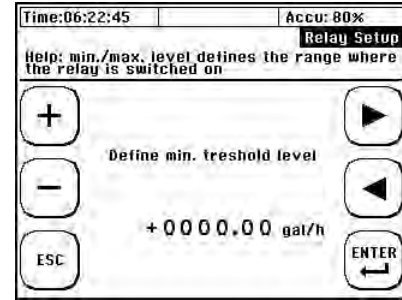 Time:06:22:45 Accu: 80%
Relay Setup
Help: min./max. level defines the range where
the relay is switched on
+
Define min. treshold level
−
+0000.00 gal/h
ESC
ENTER